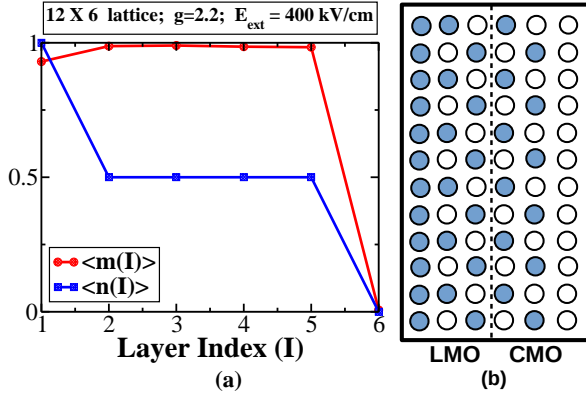 12 X 6 lattice; g=2.2; E_ext = 400 kV/cm
1
0.5
0
<m(I)>
<n(I)>
1 2 3 4 5 6
Layer Index (I)
(a)
LMO CMO
(b)